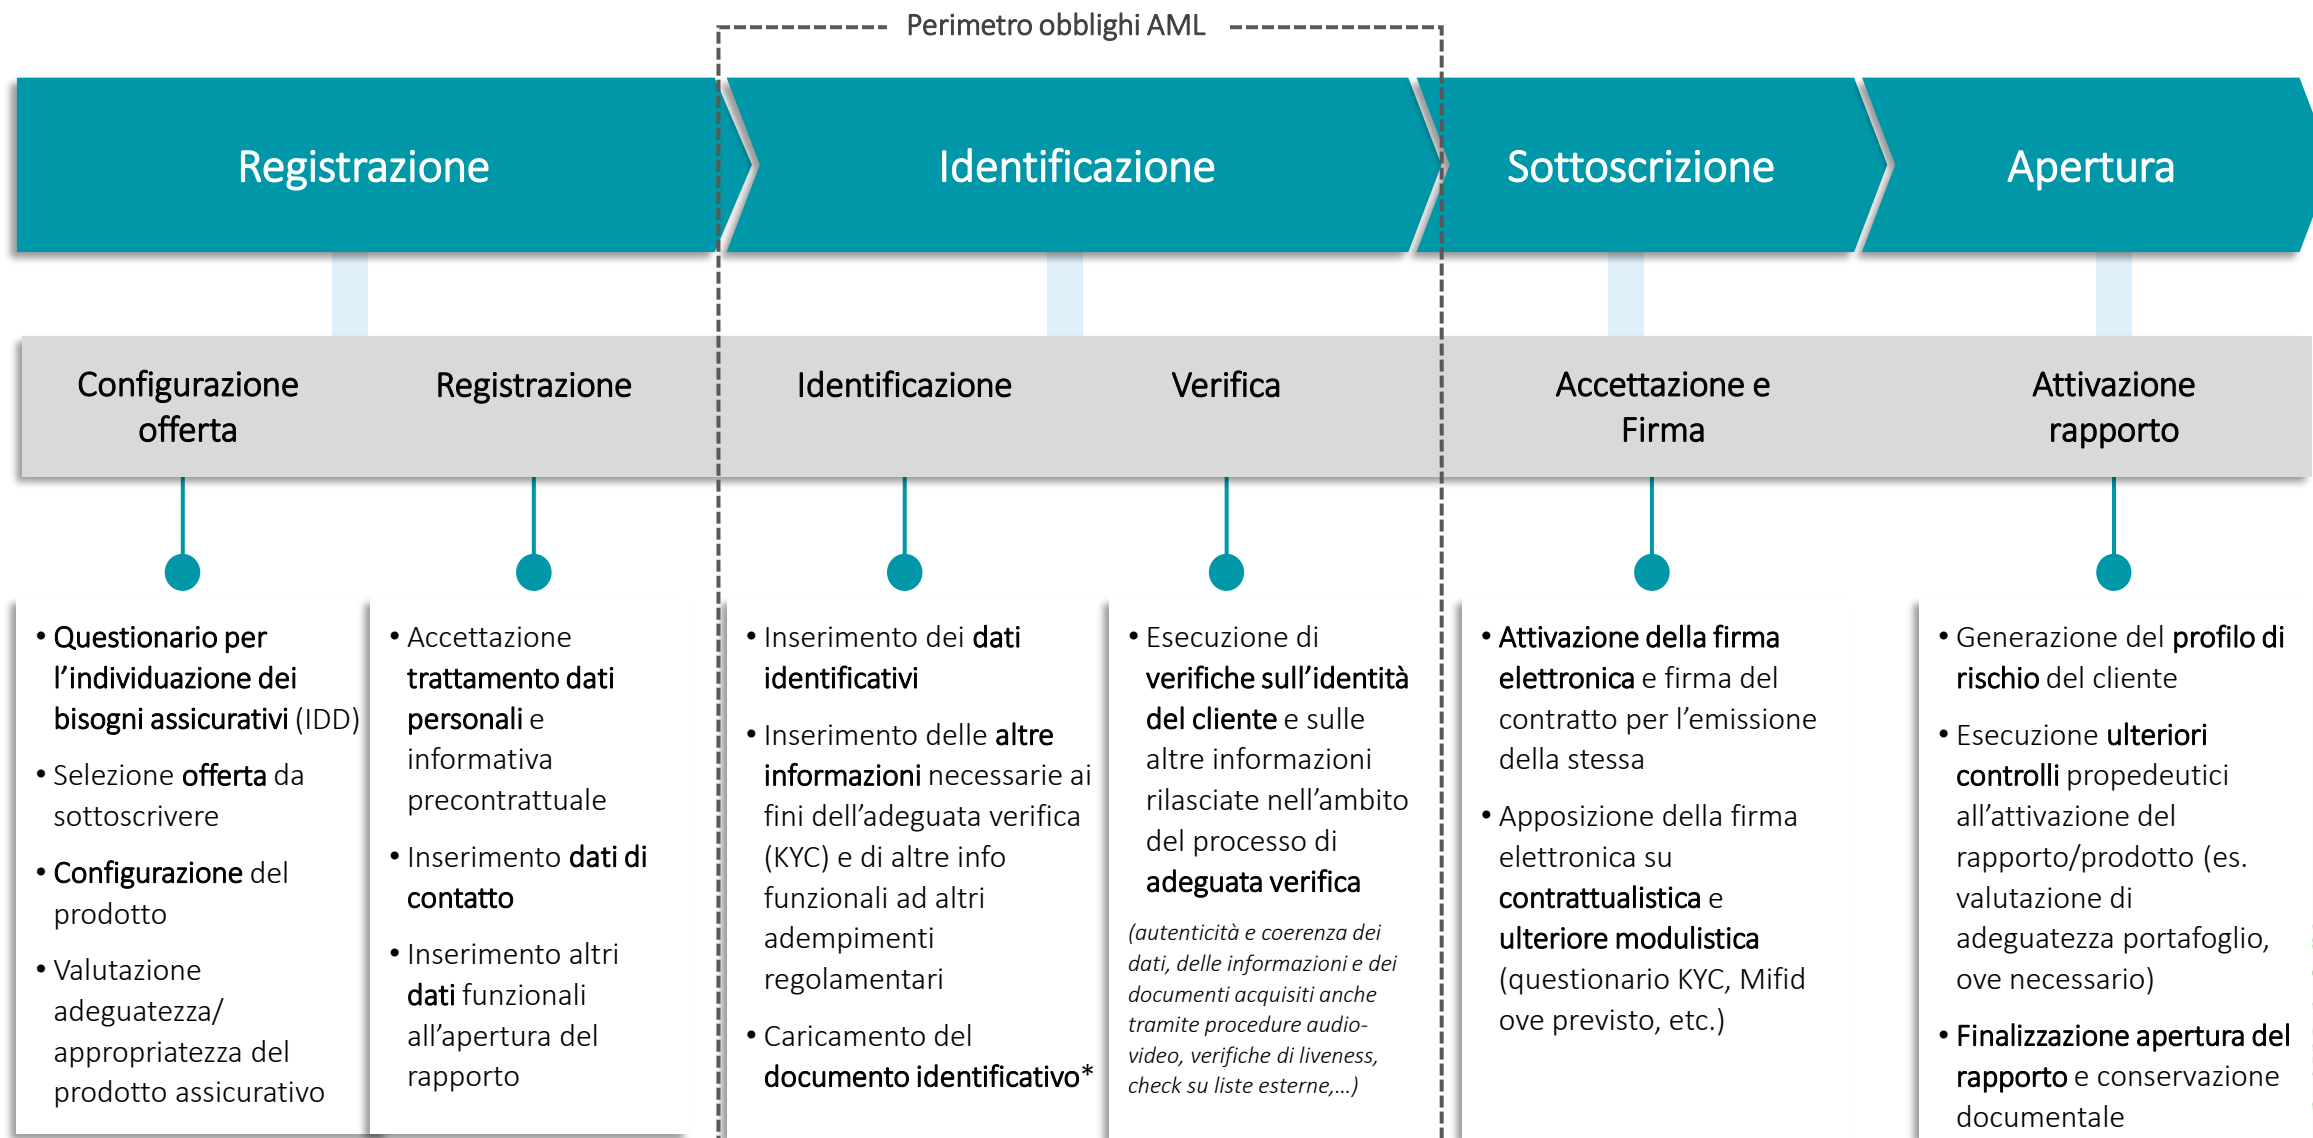 Perimetro obblighi AML
Registrazione
Identificazione
Sottoscrizione
Apertura
Configurazione
offerta
Registrazione
Identificazione
Verifica
Accettazione e
Firma
Attivazione
rapporto
• Questionario per
l'individuazione dei
bisogni assicurativi (IDD)
• Selezione offerta da
sottoscrivere
• Configurazione del
prodotto
• Valutazione
adeguatezza/
appropriatezza del
prodotto assicurativo
• Accettazione
trattamento dati
personali e
informativa
precontrattuale
• Inserimento dati di
contatto
• Inserimento altri
dati funzionali
all'apertura del
rapporto
• Inserimento dei dati
identificativi
• Inserimento delle altre
informazioni necessarie ai
fini dell'adeguata verifica
(KYC) e di altre info
funzionali ad altri
adempimenti
regolamentari
• Caricamento del
documento identificativo*
• Esecuzione di
verifiche sull'identità
del cliente e sulle
altre informazioni
rilasciate nell'ambito
del processo di
adeguata verifica
(autenticità e coerenza dei
dati, delle informazioni e dei
documenti acquisiti anche
tramite procedure audio-
video, verifiche di liveness,
check su liste esterne,...)
• Attivazione della firma
elettronica e firma del
contratto per l'emissione
della stessa
• Apposizione della firma
elettronica su
contrattualistica e
ulteriore modulistica
(questionario KYC, Mifid
ove previsto, etc.)
• Generazione del profilo di
rischio del cliente
• Esecuzione ulteriori
controlli propedeutici
all'attivazione del
rapporto/prodotto (es.
valutazione di
adeguatezza portafoglio,
ove necessario)
• Finalizzazione apertura del
rapporto e conservazione
documentale